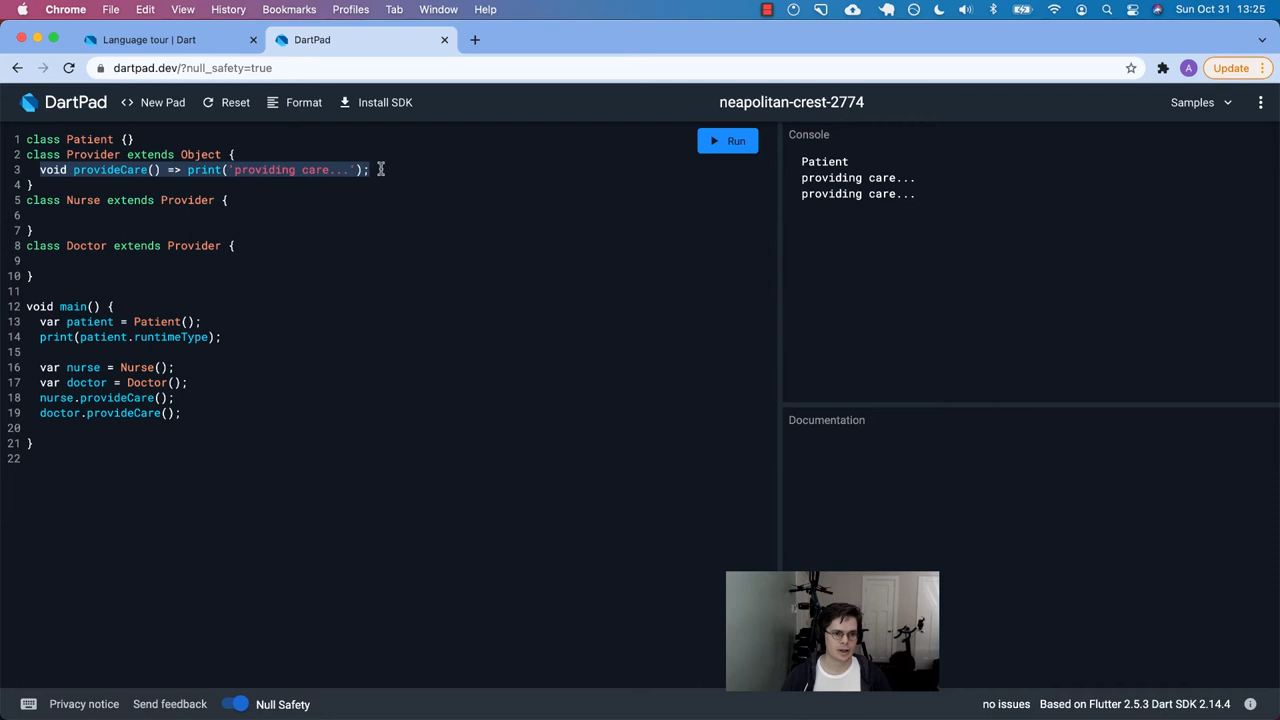 Chrome File Edit View History Bookmarks Profiles Tab Window Help Sun Oct 31 13:25
Language tour | Dart
DartPad
dartpad.dev/?null_safety=true
A
Update
DartPad
New Pad
Reset
Format
Install SDK
neapolitan-crest-2774
Samples
1 class Patient {}
2 class Provider extends Object {
3 void provideCare() => print('providing care...');
4 }
5 class Nurse extends Provider {
6
7 }
8 class Doctor extends Provider {
9
10 }
11
12 void main() {
13 var patient = Patient();
14 print(patient.runtimeType);
15
16 var nurse = Nurse();
17 var doctor = Doctor();
18 nurse.provideCare();
19 doctor.provideCare();
20
21 }
22
Run
Console
Patient
providing care...
providing care...
Documentation
Privacy notice
Send feedback
Null Safety
no issues
Based on Flutter 2.5.3 Dart SDK 2.14.4